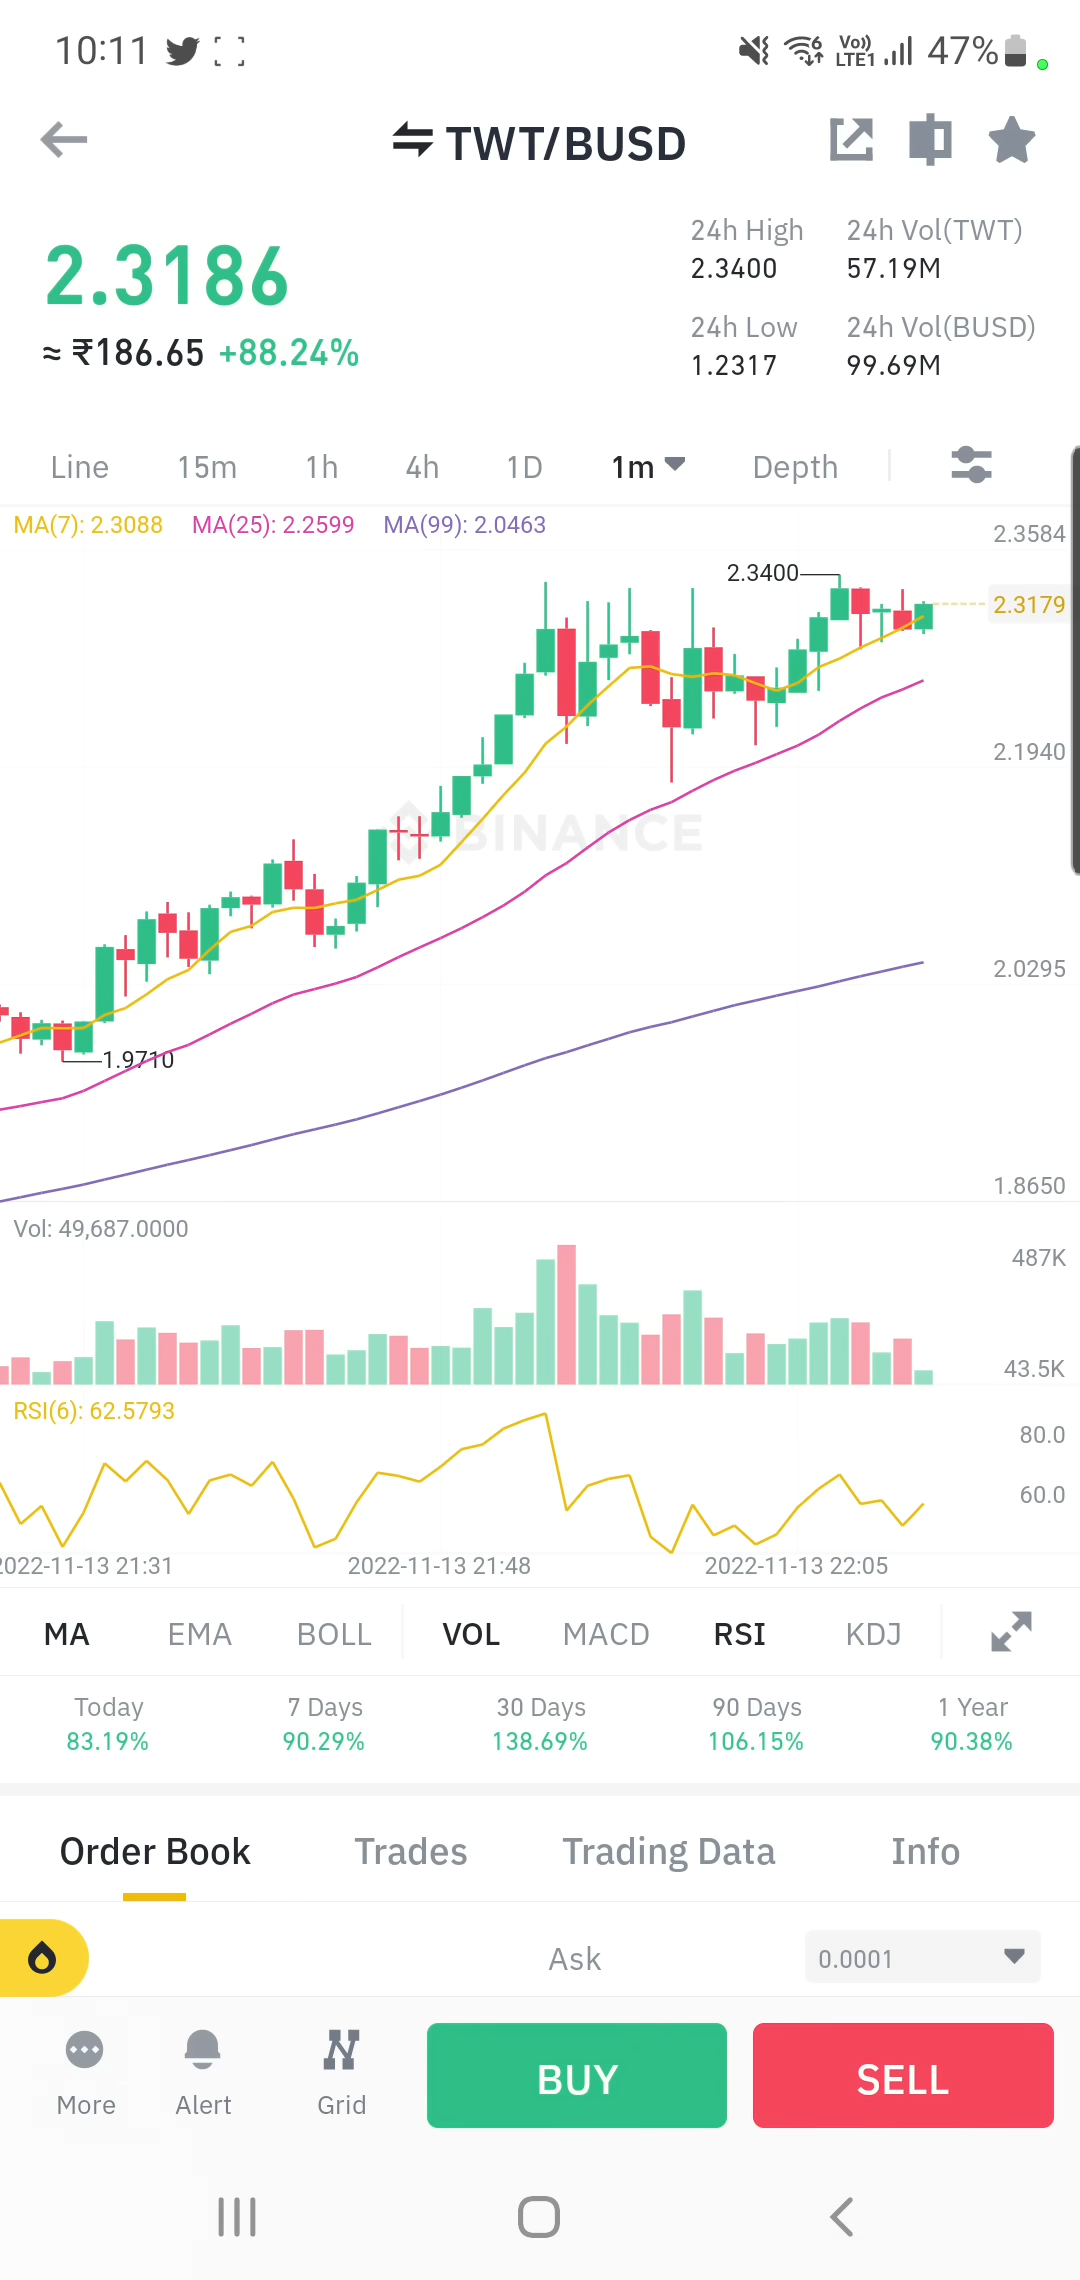 10:11
Vo)) LTE1 47%
TWT/BUSD
2.3186
≈ ₹186.65 +88.24%
24h High
2.3400
24h Vol(TWT)
57.19M
24h Low
1.2317
24h Vol(BUSD)
99.69M
Line 15m 1h 4h 1D 1m Depth
MA(7): 2.3088 MA(25): 2.2599 MA(99): 2.0463
2.3584
2.3400
2.3179
2.1940
BINANCE
2.0295
1.9710
1.8650
Vol: 49,687.0000
487K
43.5K
RSI(6): 62.5793
80.0
60.0
2022-11-13 21:31 2022-11-13 21:48 2022-11-13 22:05
MA EMA BOLL VOL MACD RSI KDJ
Today 7 Days 30 Days 90 Days 1 Year
83.19% 90.29% 138.69% 106.15% 90.38%
Order Book Trades Trading Data Info
Ask 0.0001
More Alert Grid BUY SELL